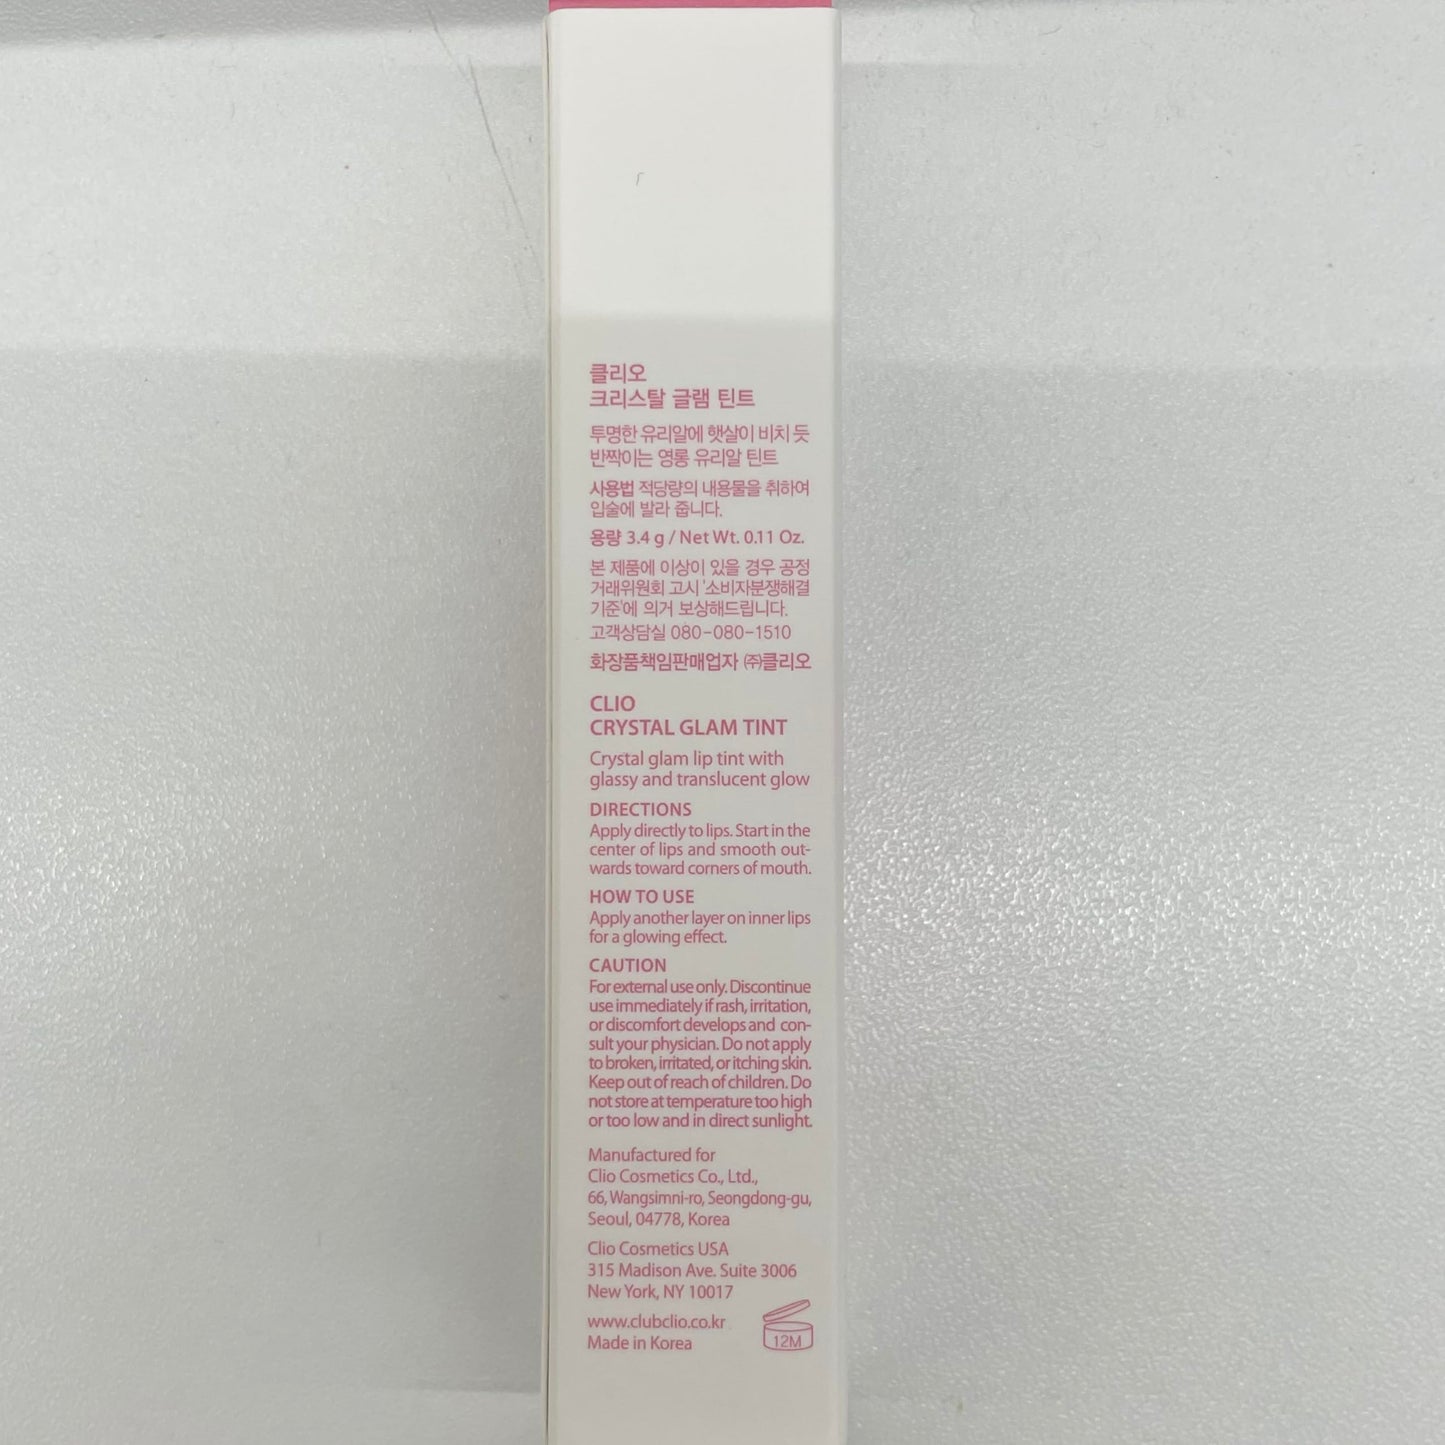 클리오
크리스탈 글램 틴트
투명한 유리알에 햇살이 비치 듯
반짝이는 영롱 유리알 틴트
사용법 적당량의 내용물을 취하여
입술에 발라 줍니다.
용량 3.4 g / Net Wt. 0.11 Oz.
본 제품에 이상이 있을 경우 공정
거래위원회 고시 '소비자분쟁해결
기준'에 의거 보상해드립니다.
고객상담실 080-080-1510
화장품책임판매업자 ㈜클리오
CLIO
CRYSTAL GLAM TINT
Crystal glam lip tint with
glassy and translucent glow
DIRECTIONS
Apply directly to lips. Start in the
center of lips and smooth out-
wards toward corners of mouth.
HOW TO USE
Apply another layer on inner lips
for a glowing effect.
CAUTION
For external use only. Discontinue
use immediately if rash, irritation,
or discomfort develops and con-
sult your physician. Do not apply
to broken, irritated, or itching skin.
Keep out of reach of children. Do
not store at temperature too high
or too low and in direct sunlight.
Manufactured for
Clio Cosmetics Co., Ltd.,
66, Wangsimni-ro, Seongdong-gu,
Seoul, 04778, Korea
Clio Cosmetics USA
315 Madison Ave. Suite 3006
New York, NY 10017
www.clubclio.co.kr
Made in Korea
12M